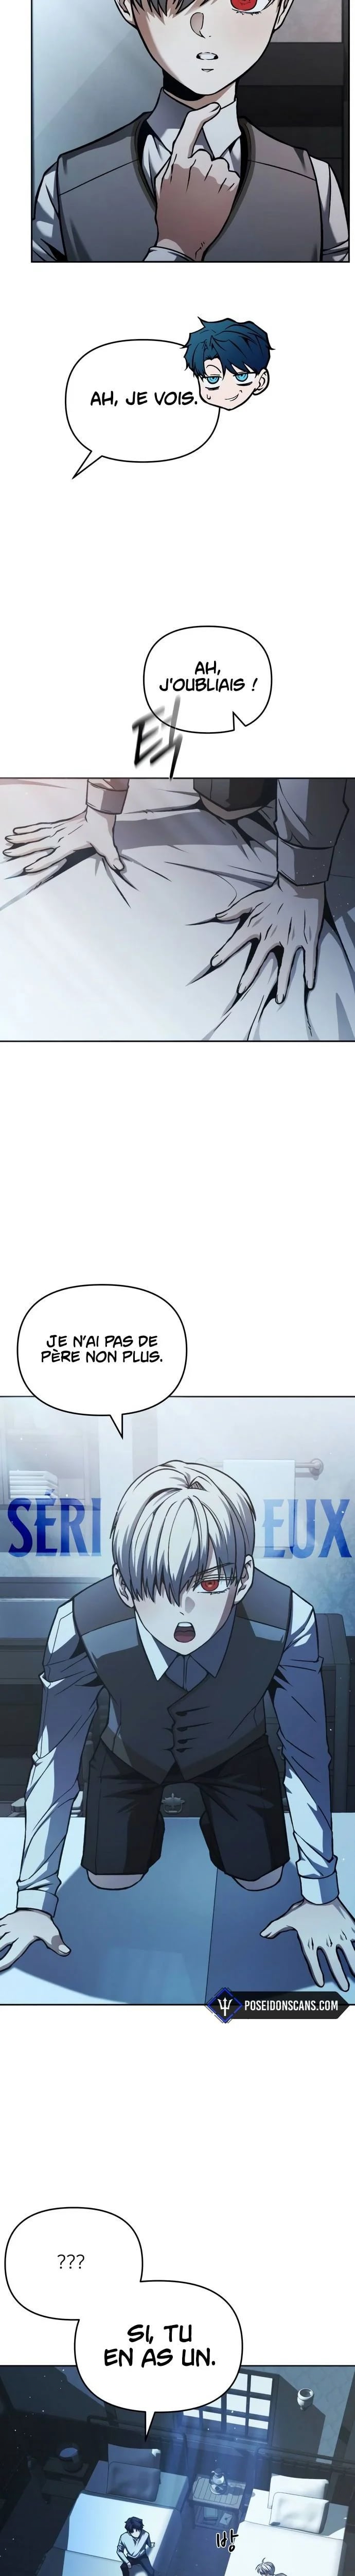 AH, JE VOIS.
AH,
J'OUBLIAIS !
JE N'AI PAS DE
PÈRE NON PLUS.
SÉRI EUX
POSEIDONSCANS.COM
???
SI, TU
EN AS UN.
방